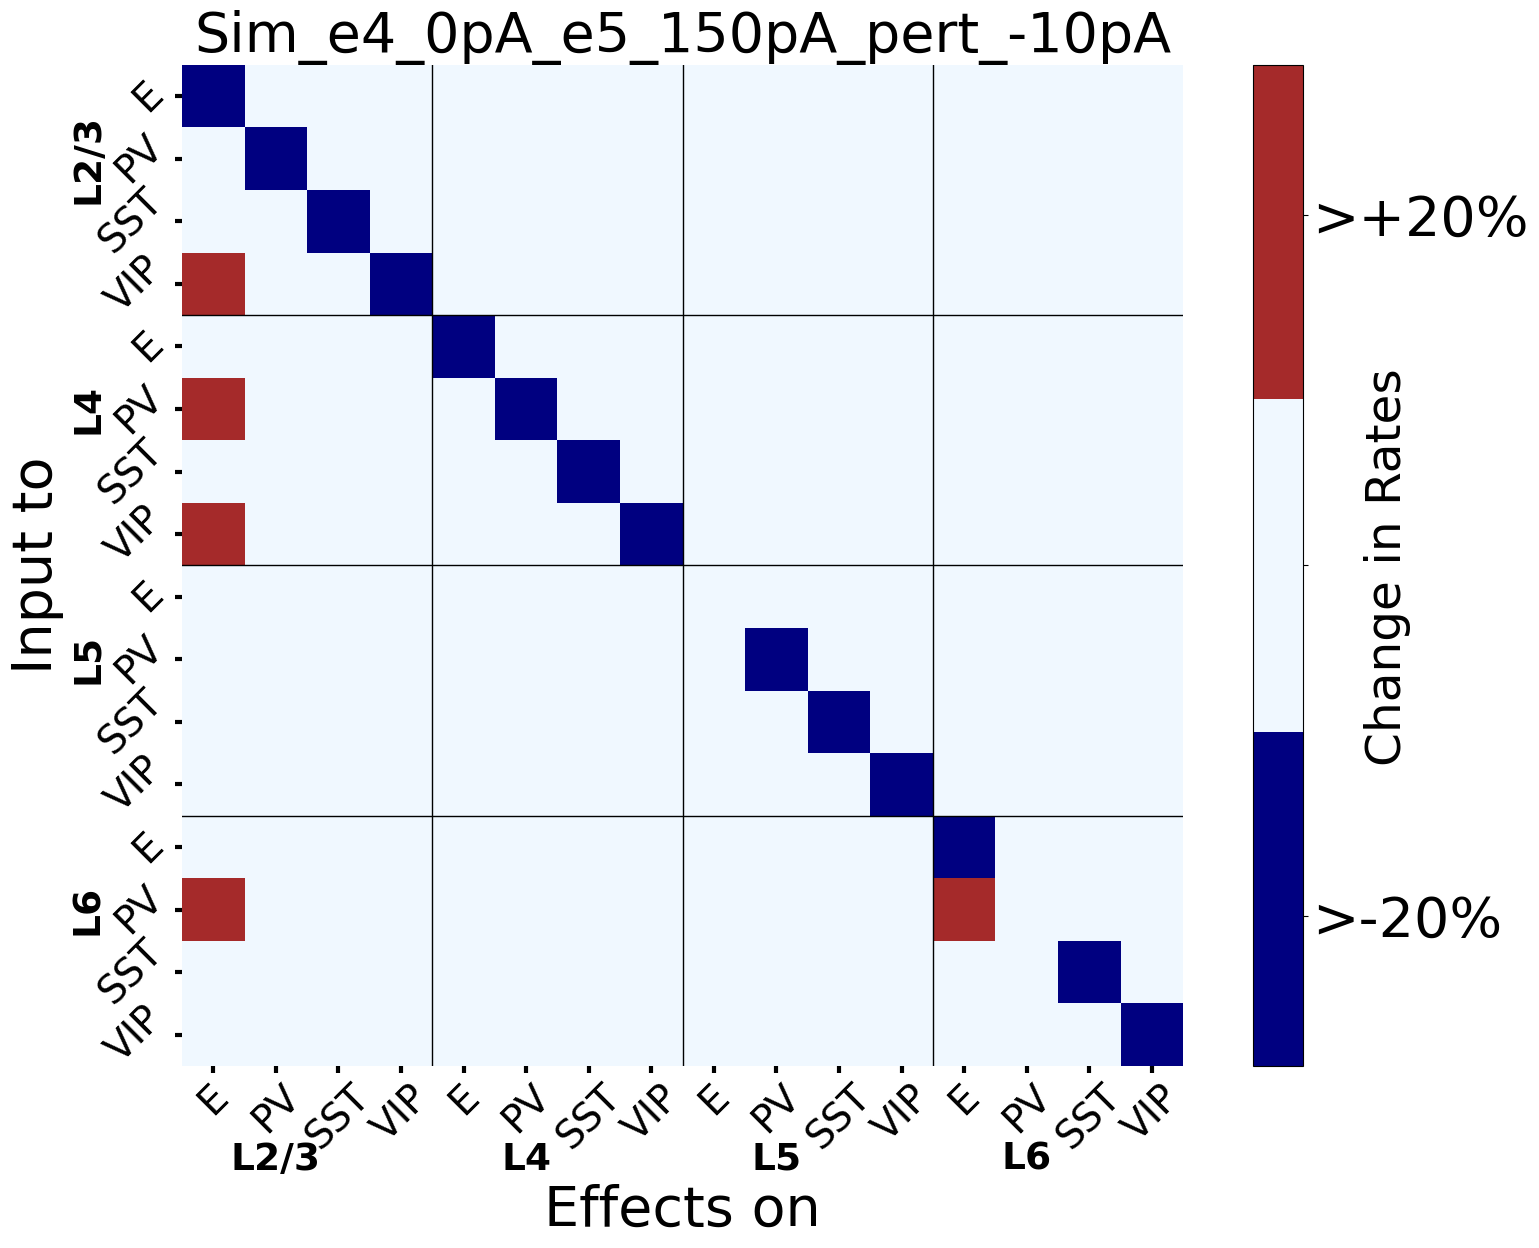 Sim_e4_0pA_e5_150pA_pert_-10pA
Input to
L2/3
E
PV
SST
VIP
L4
E
PV
SST
VIP
L5
E
PV
SST
VIP
L6
E
PV
SST
VIP
E PV SST VIP E PV SST VIP E PV SST VIP E PV SST VIP
L2/3 L4 L5 L6
Effects on
>+20%
>-20%
Change in Rates